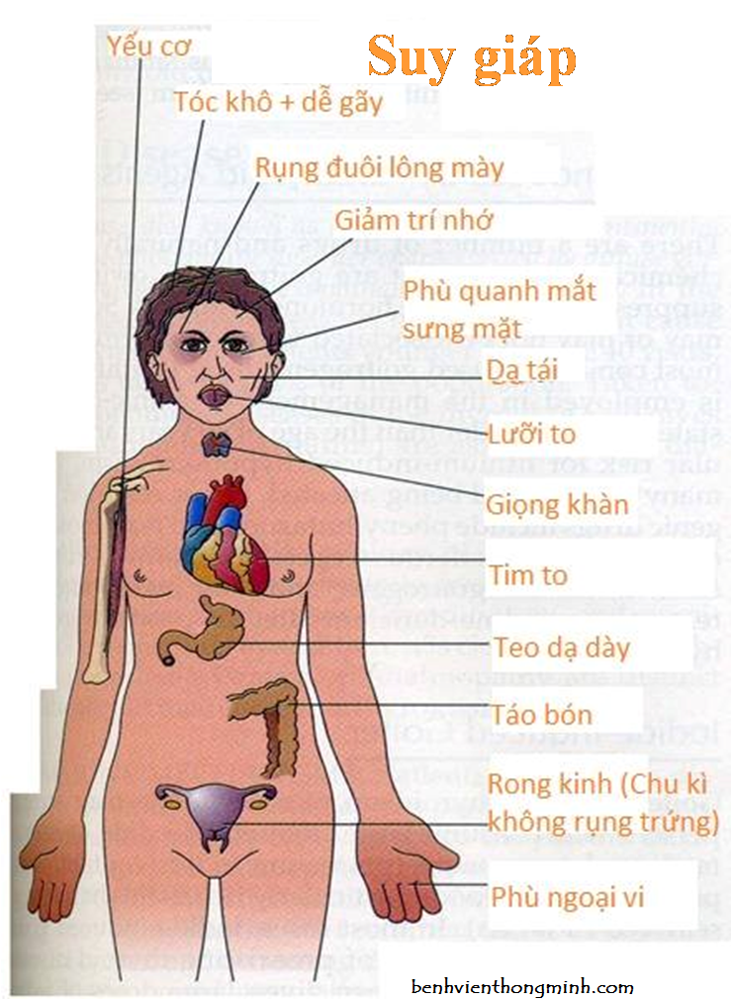 Yếu cơ
Suy giáp
Tóc khô + dễ gãy
Rụng đuôi lông mày
Giảm trí nhớ
Phù quanh mắt
sưng mặt
Da tái
Lưỡi to
Giọng khàn
Tim to
Teo dạ dày
Táo bón
Rong kinh (Chu kì
không rụng trứng)
Phù ngoại vi
benhvienthongminh.com